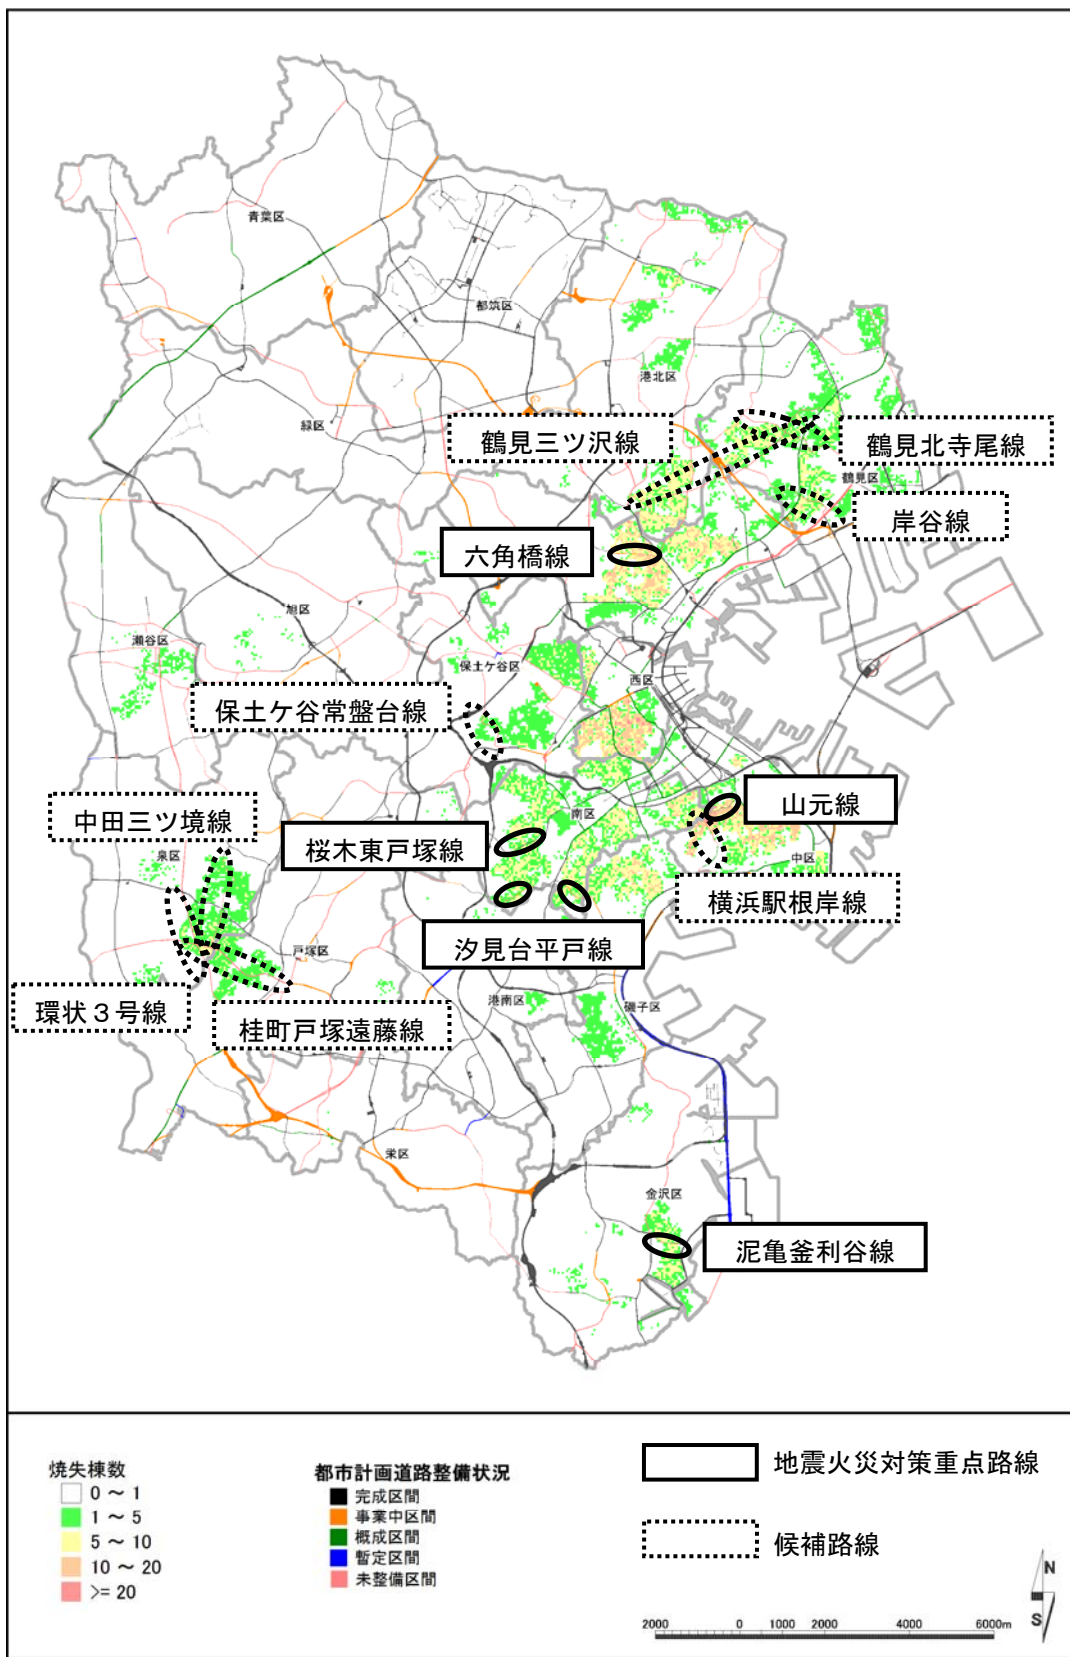 青葉区
都筑区
港北区
緑区
鶴見三ツ沢線
鶴見北寺尾線
鶴見区
岸谷線
六角橋線
旭区
瀬谷区
保土ケ谷区
西区
保土ケ谷常盤台線
山元線
中田三ツ境線
桜木東戸塚線
南区
泉区
中区
横浜駅根岸線
汐見台平戸線
戸塚区
環状3号線
桂町戸塚遠藤線
港南区
磯子区
栄区
金沢区
泥亀釜利谷線
焼失棟数
0 ~ 1
1 ~ 5
5 ~ 10
10 ~ 20
>= 20
都市計画道路整備状況
完成区間
事業中区間
概成区間
暫定区間
未整備区間
地震火災対策重点路線
候補路線
N
S
2000 0 1000 2000 4000 6000m